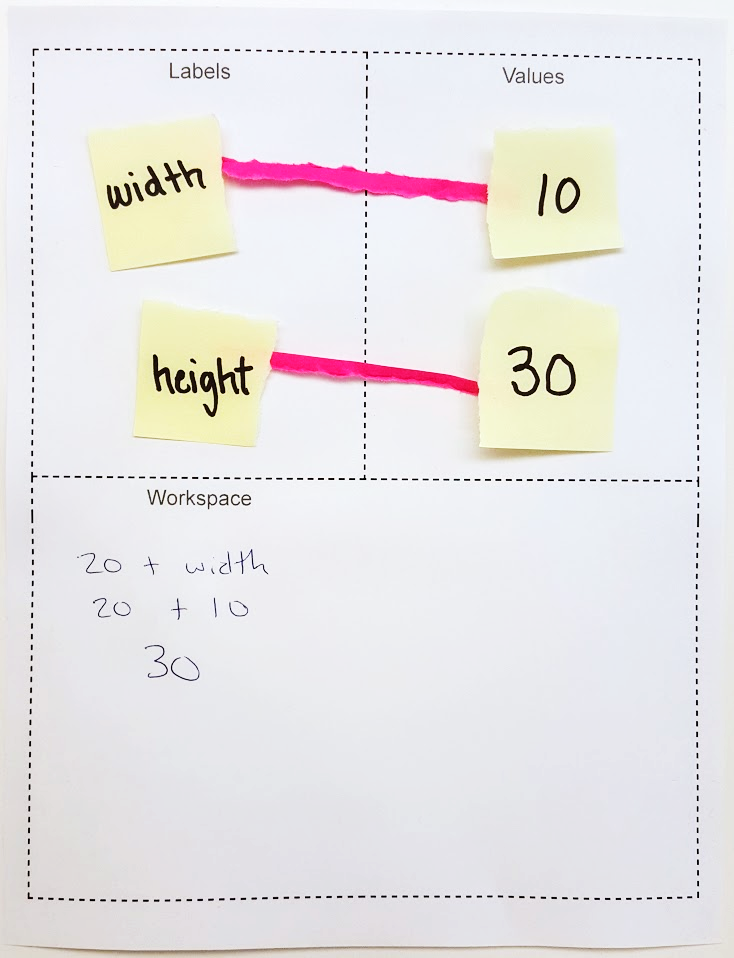 Labels
Values
width
10
height
30
Workspace
20 + width
20 + 10
30